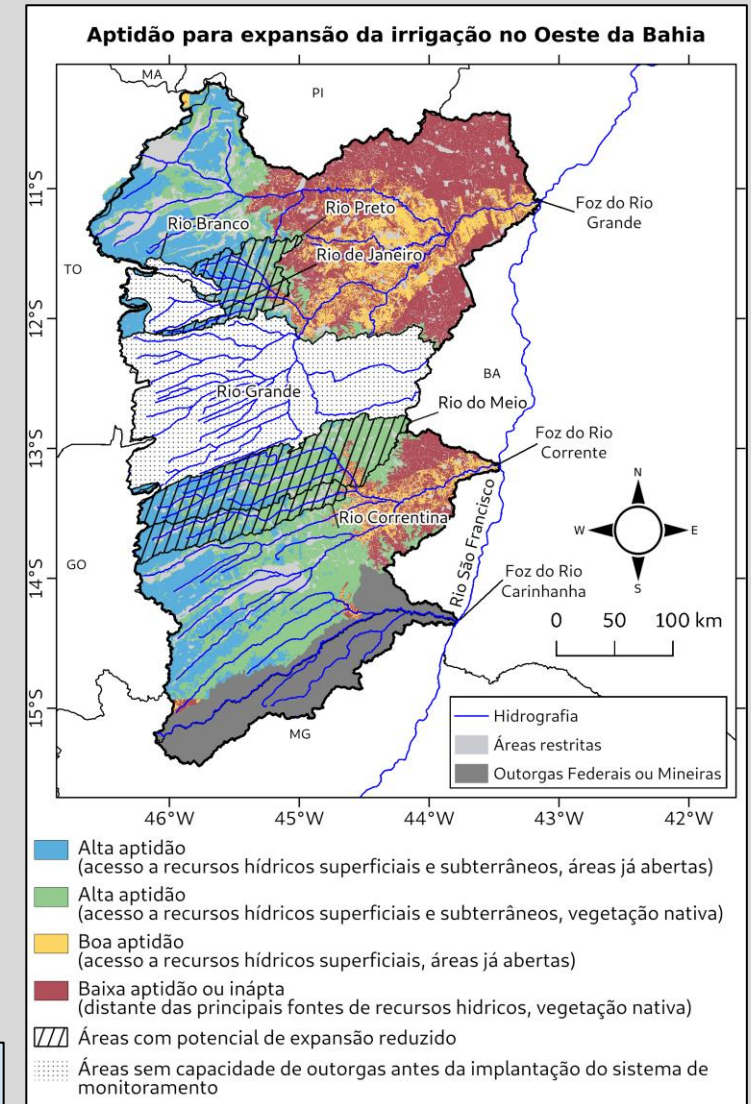 Aptidão para expansão da irrigação no Oeste da Bahia
MA
PI
11°S
Foz do Rio
Grande
Rio Preto
Rio Branco
Rio de Janeiro
TO
12°S
BA
Rio Grande
Rio do Meio
13°S
Foz do Rio
Corrente
N
Rio Correntina
W
E
Rio São Francisco
S
GO
14°S
Foz do Rio
Carinhanha
0 50 100 km
15°S
MG
Hidrografia
Áreas restritas
Outorgas Federais ou Mineiras
46°W 45°W 44°W 43°W 42°W
Alta aptidão
(acesso a recursos hídricos superficiais e subterrâneos, áreas já abertas)
Alta aptidão
(acesso a recursos hídricos superficiais e subterrâneos, vegetação nativa)
Boa aptidão
(acesso a recursos hídricos superficiais, áreas já abertas)
Baixa aptidão ou inápta
(distante das principais fontes de recursos hidricos, vegetação nativa)
Áreas com potencial de expansão reduzido
Áreas sem capacidade de outorgas antes da implantação do sistema de
monitoramento